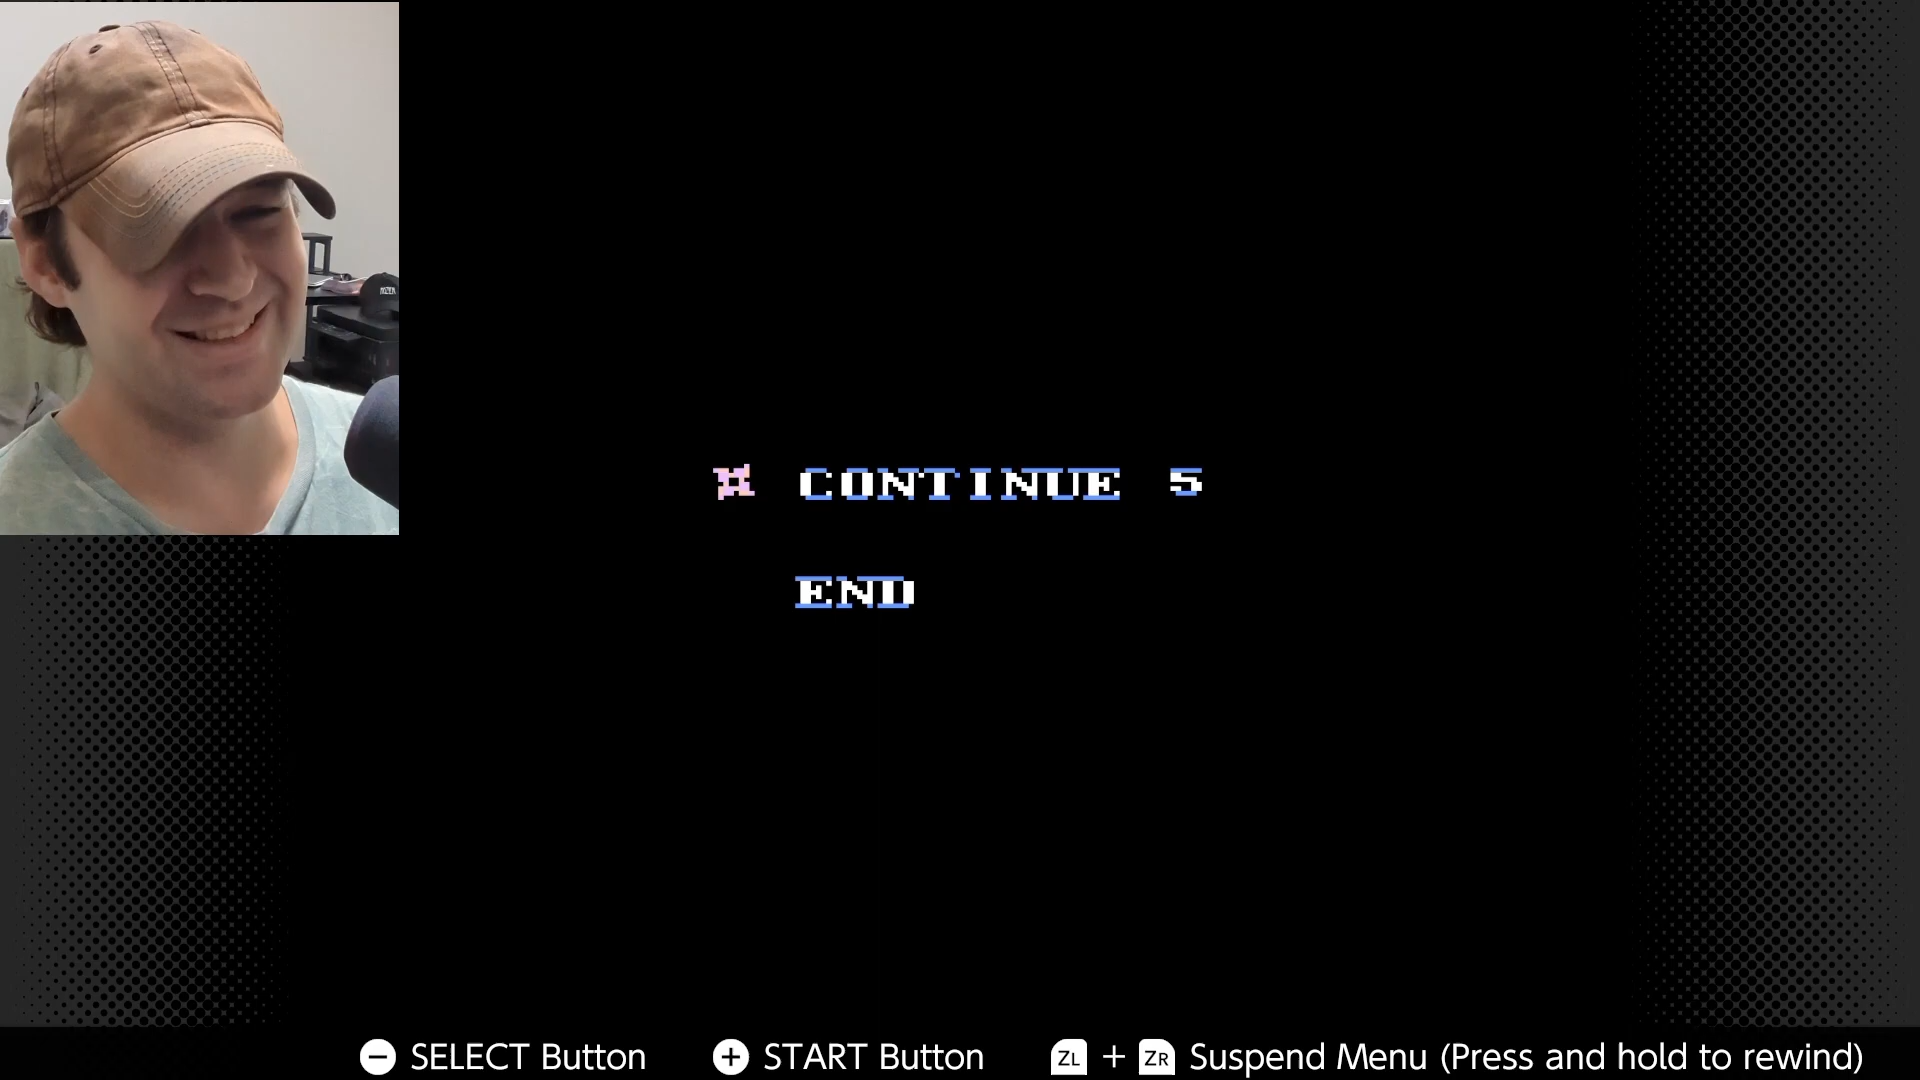 CONTINUE 5
END
SELECT Button
START Button
ZL + ZR Suspend Menu (Press and hold to rewind)